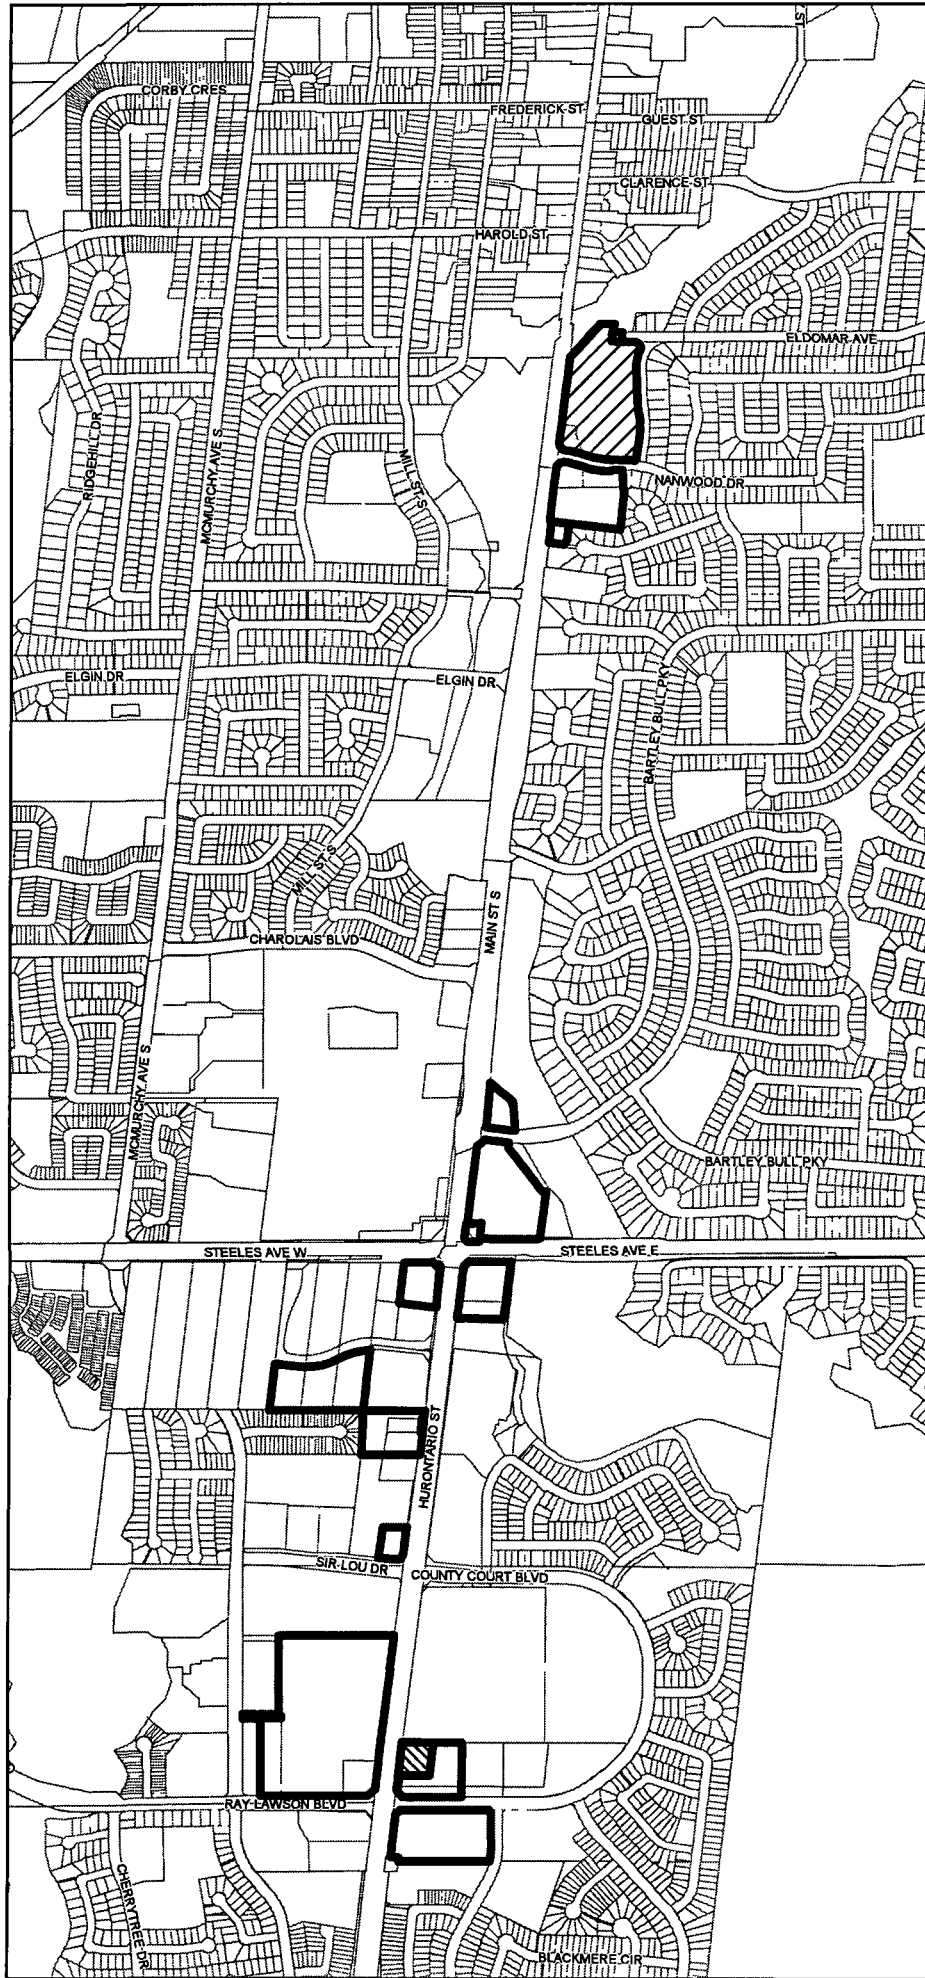 ST
CORBY CRES
FREDERICK ST
GUEST ST
CLARENCE ST
HAROLD ST
ELDOMAR AVE
RIDGEHILL DR
MCMURCHY AVE S
MILL ST S
NANWOOD DR
ELGIN DR
ELGIN DR
BARTLEY BULL PKY
MILL ST S
MAIN ST S
CHAROLAIS BLVD
MCMURCHY AVE S
BARTLEY BULL PKY
STEELES AVE W
STEELES AVE E
HURONTARIO ST
SIR LOU DR
COUNTY COURT BLVD
RAY LAWSON BLVD
CHERRYTREE DR
BLACKMERE CIR